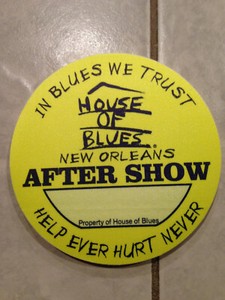 IN BLUES WE TRUST
HOUSE
OF
BLUES®
NEW ORLEANS
AFTER SHOW
Property of House of Blues
HELP EVER HURT NEVER